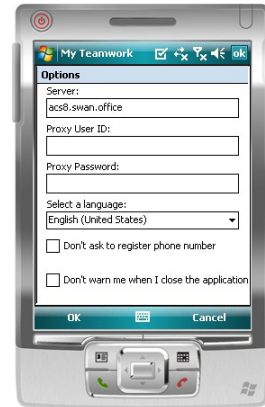 My Teamwork
ok
Options
Server:
acs8.swan.office
Proxy User ID:
Proxy Password:
Select a language:
English (United States)
Don't ask to register phone number
Don't warn me when I close the application
OK
Cancel